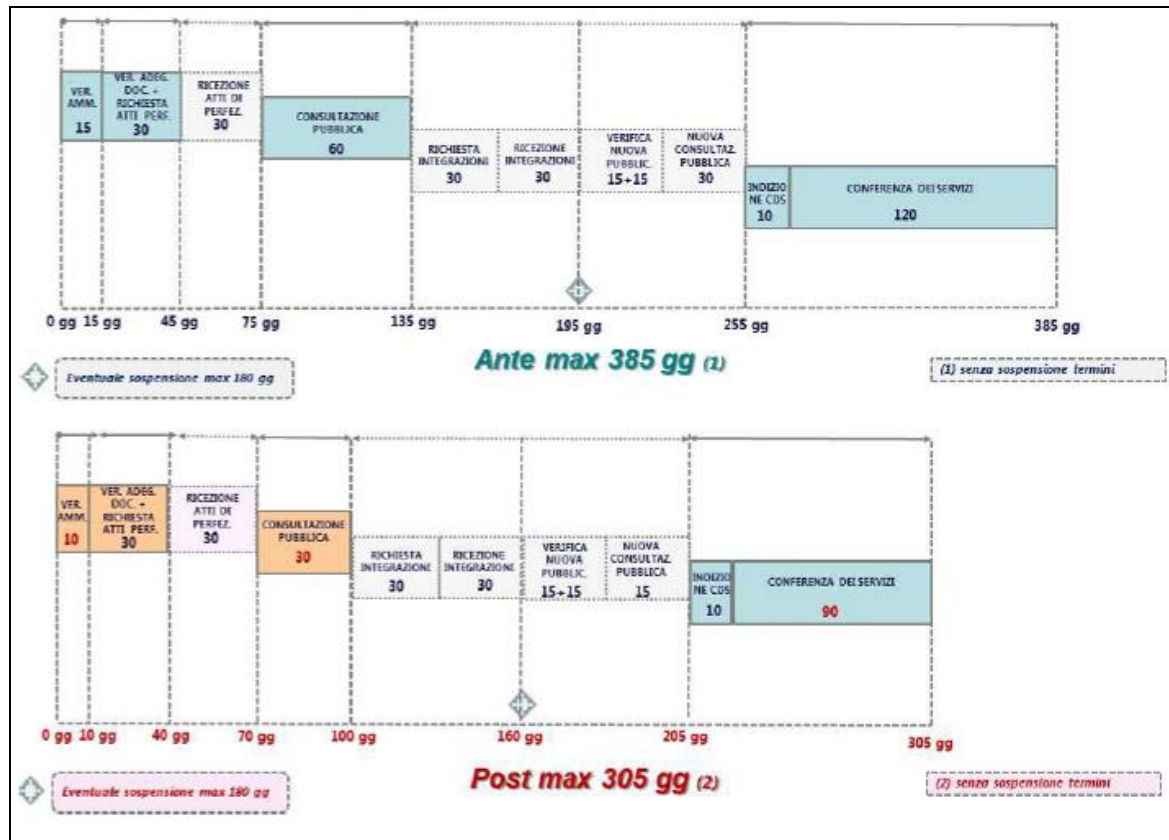 VER. AMM.
15
VER. ADEG. DOC. + RICHIESTA ATTI PERF.
30
RICEZIONE ATTI DI PERFEZ.
30
CONSULTAZIONE PUBBLICA
60
RICHIESTA INTEGRAZIONI
30
RICEZIONE INTEGRAZIONI
30
VERIFICA NUOVA PUBBLIC.
15+15
NUOVA CONSULTAZ. PUBBLICA
30
INDIZIO NE CDS
10
CONFERENZA DEI SERVIZI
120
0 gg 15 gg 45 gg 75 gg 135 gg 195 gg 255 gg 385 gg
Ante max 385 gg (1)
Eventuale sospensione max 180 gg
(1) senza sospensione termini
VER. AMM.
10
VER. ADEG. DOC. + RICHIESTA ATTI PERF.
30
RICEZIONE ATTI DI PERFEZ.
30
CONSULTAZIONE PUBBLICA
30
RICHIESTA INTEGRAZIONI
30
RICEZIONE INTEGRAZIONI
30
VERIFICA NUOVA PUBBLIC.
15+15
NUOVA CONSULTAZ. PUBBLICA
15
INDIZIO NE CDS
10
CONFERENZA DEI SERVIZI
90
0 gg 10 gg 40 gg 70 gg 100 gg 160 gg 205 gg 305 gg
Post max 305 gg (2)
Eventuale sospensione max 180 gg
(2) senza sospensione termini